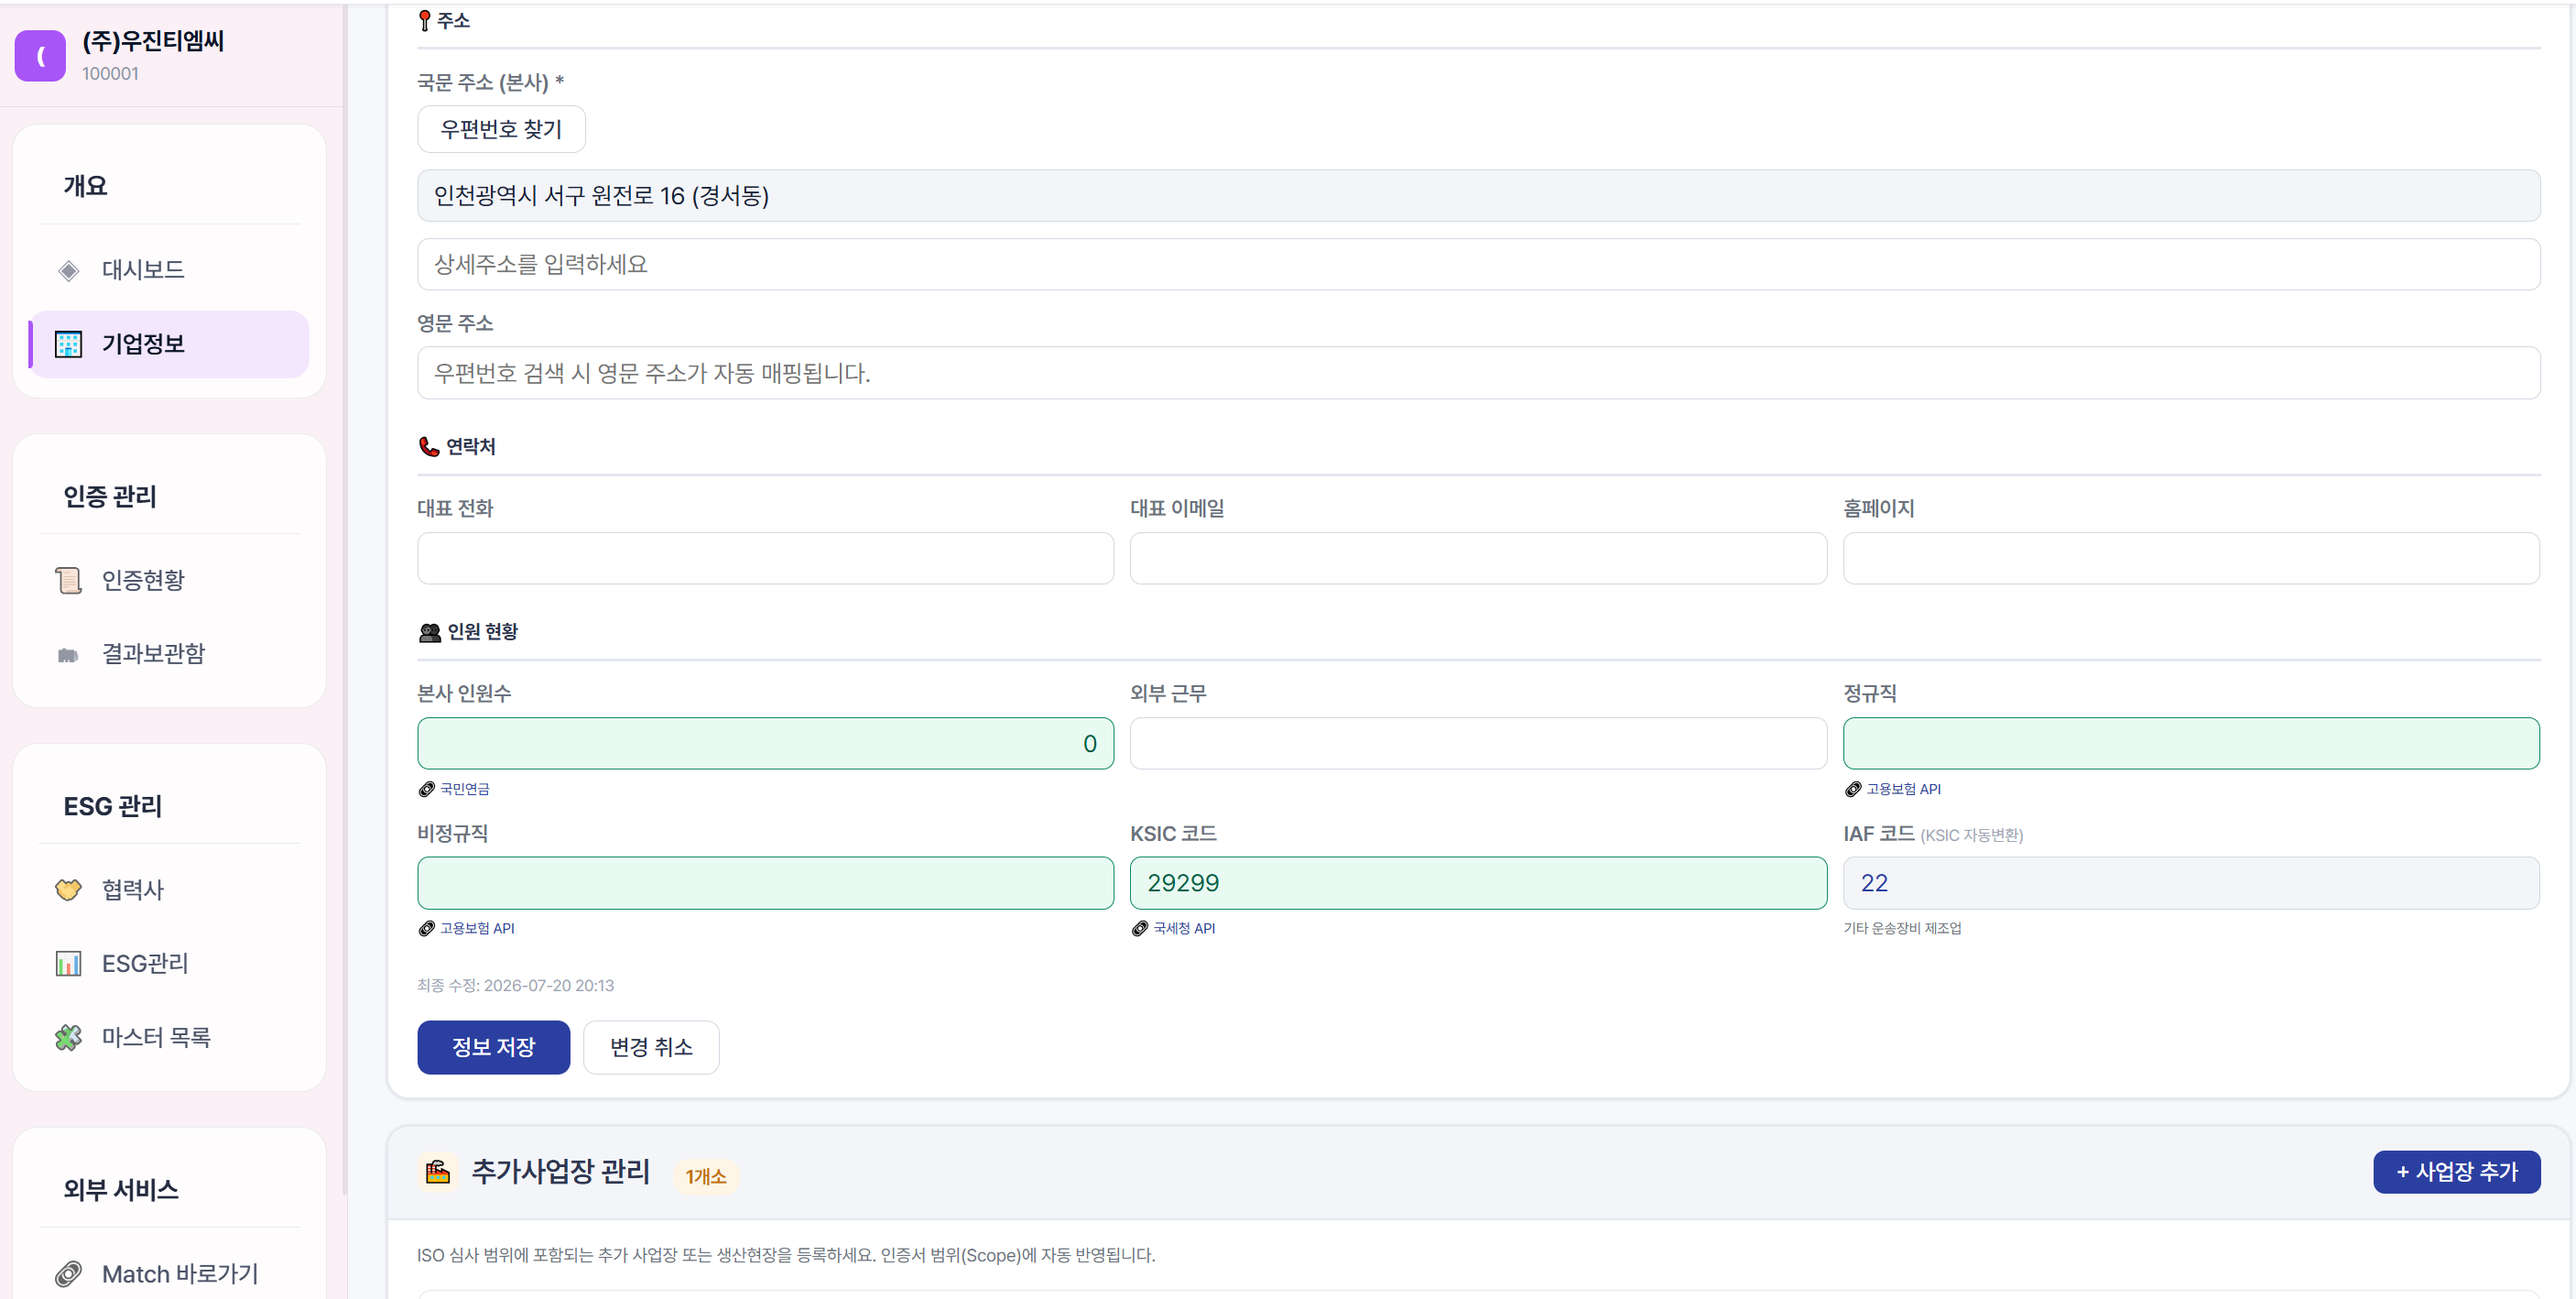 (주)우진티엠씨
100001
개요
대시보드
기업정보
인증 관리
인증현황
결과보관함
ESG 관리
협력사
ESG관리
마스터 목록
외부 서비스
Match 바로가기
주소
국문 주소 (본사) *
우편번호 찾기
인천광역시 서구 원전로 16 (경서동)
상세주소를 입력하세요
영문 주소
우편번호 검색 시 영문 주소가 자동 매핑됩니다.
연락처
대표 전화 대표 이메일 홈페이지
인원 현황
본사 인원수 외부 근무 정규직
0
국민연금 고용보험 API
비정규직 KSIC 코드 IAF 코드 (KSIC 자동변환)
29299 22
고용보험 API 국세청 API 기타 운송장비 제조업
최종 수정: 2026-07-20 20:13
정보 저장 변경 취소
추가사업장 관리 1개소 + 사업장 추가
ISO 심사 범위에 포함되는 추가 사업장 또는 생산현장을 등록하세요. 인증서 범위(Scope)에 자동 반영됩니다.